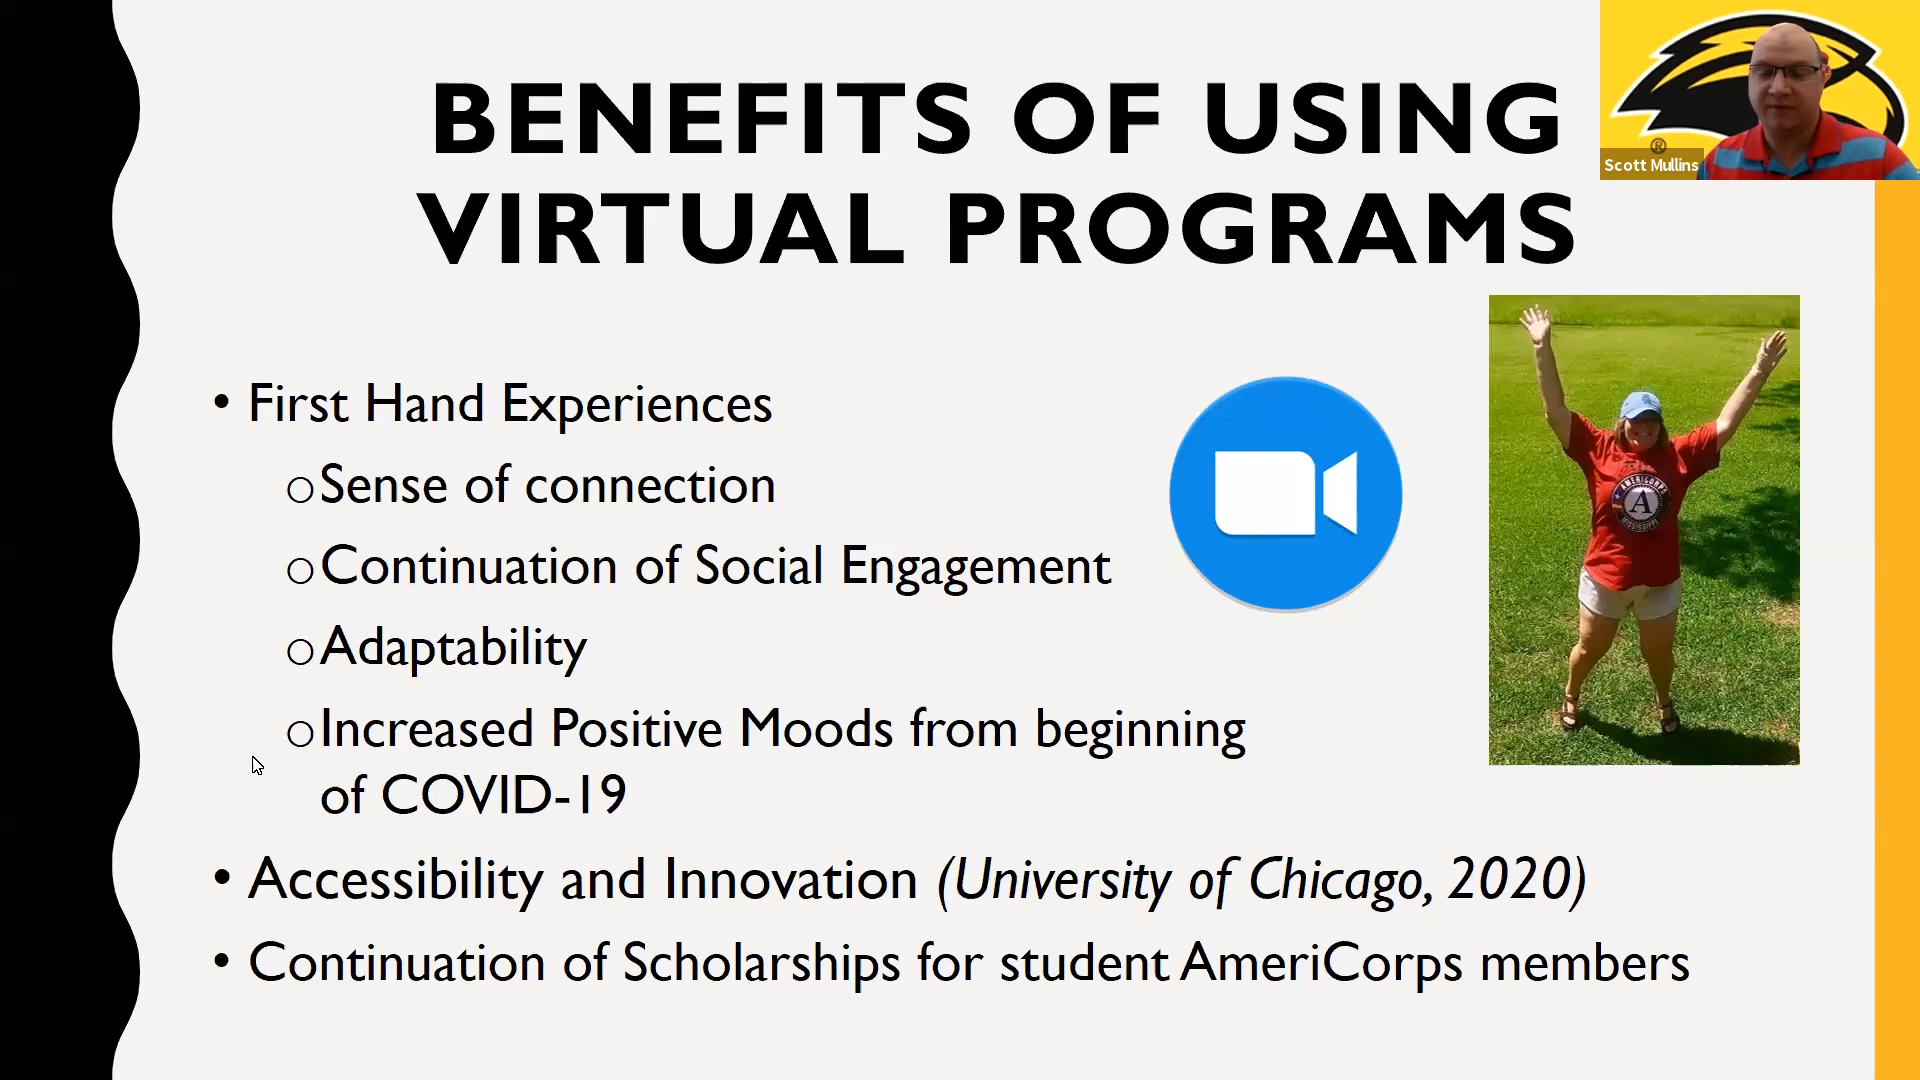 BENEFITS OF USING
VIRTUAL PROGRAMS
®
Scott Mullins
• First Hand Experiences
o Sense of connection
o Continuation of Social Engagement
o Adaptability
o Increased Positive Moods from beginning
of COVID-19
• Accessibility and Innovation (University of Chicago, 2020)
• Continuation of Scholarships for student AmeriCorps members
AMERICORPS
A
MISSISSIPPI